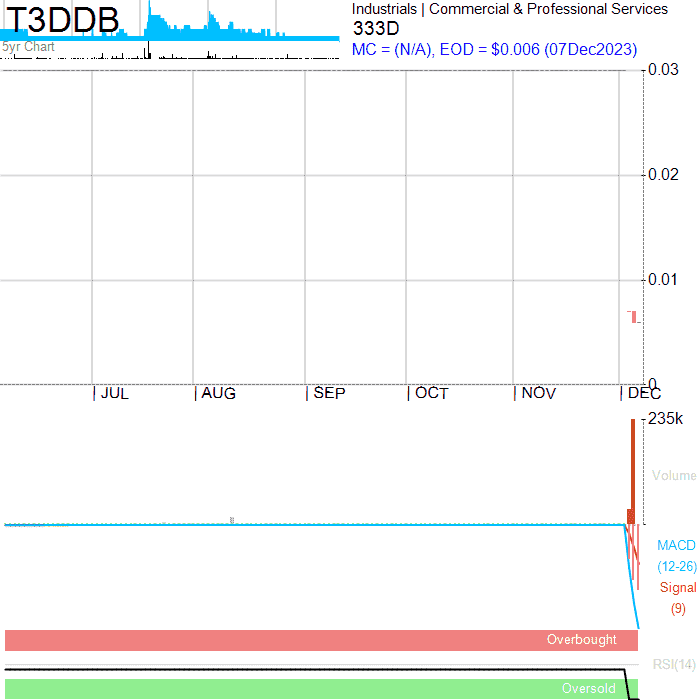 T3DDB
Industrials | Commercial & Professional Services
333D
MC = (N/A), EOD = $0.006 (07Dec2023)
5yr Chart
0.03
0.02
0.01
0
JUL
AUG
SEP
OCT
NOV
DEC
235k
Volume
MACD
(12-26)
Signal
(9)
Overbought
RSI(14)
Oversold